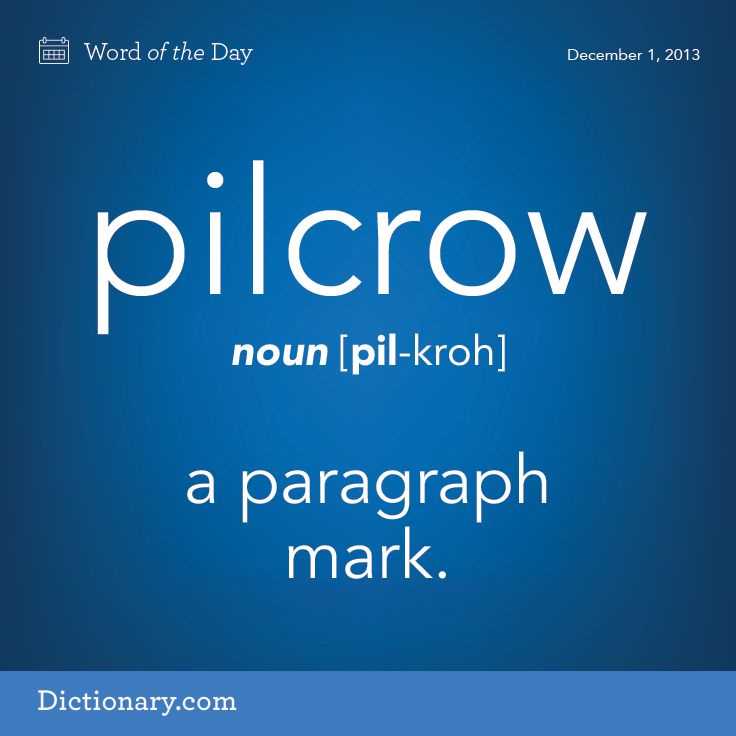 Word of the Day
December 1, 2013
pilcrow
noun [pil-kroh]
a paragraph
mark.
Dictionary.com